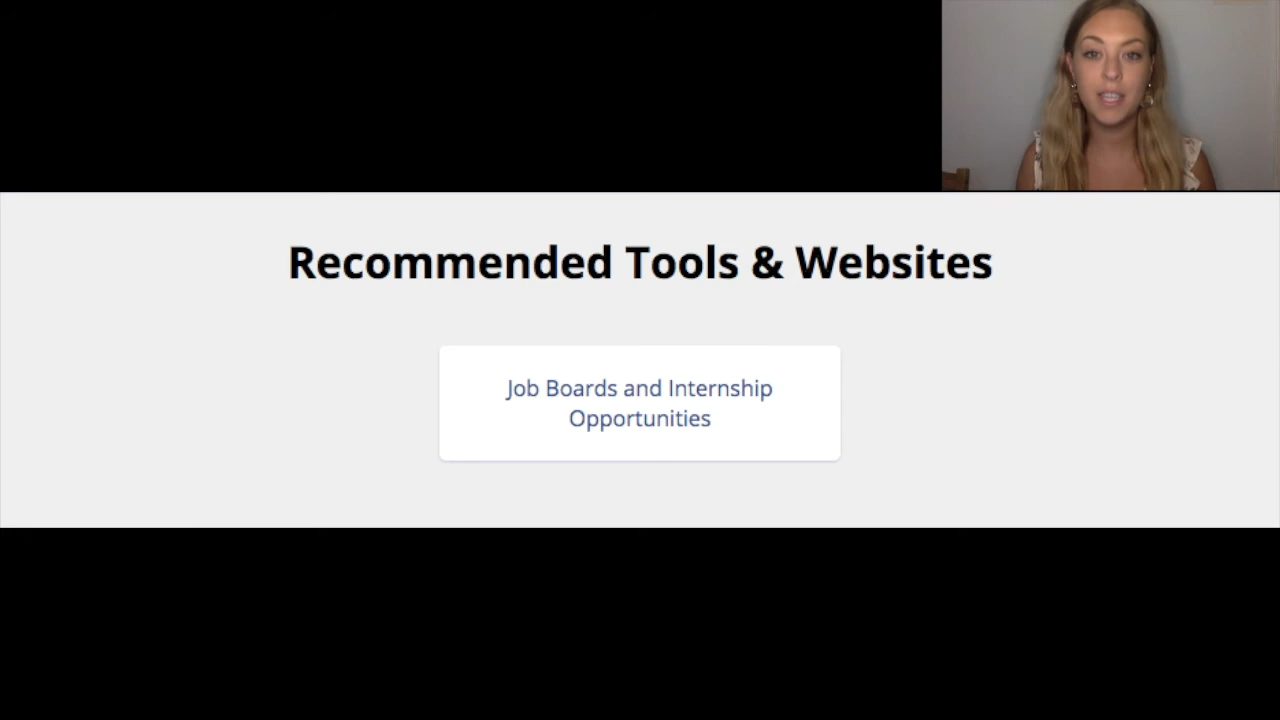 Recommended Tools & Websites
Job Boards and Internship
Opportunities